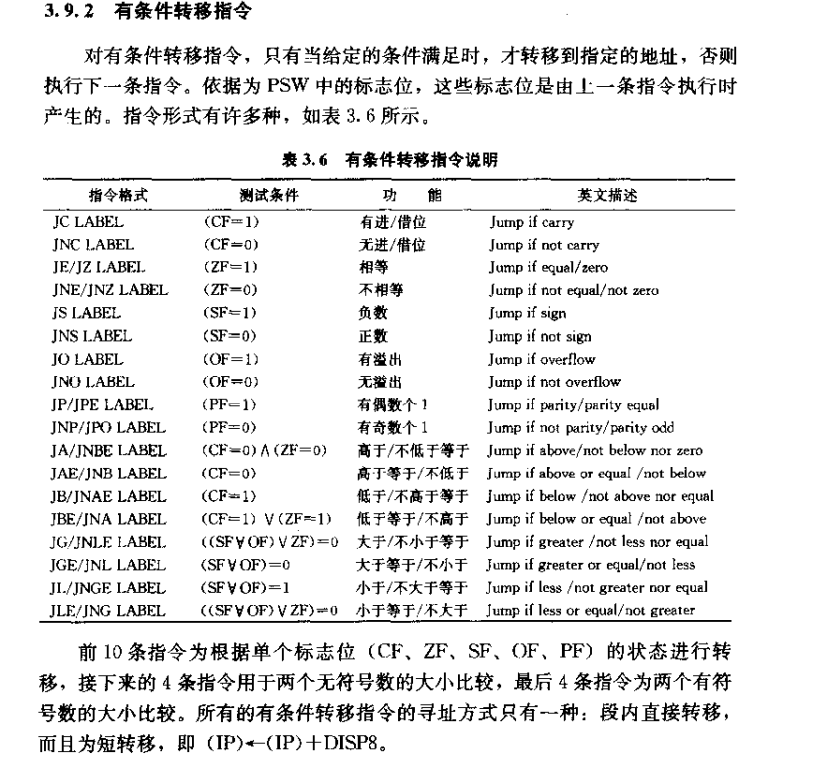 3.9.2 有条件转移指令
对有条件转移指令，只有当给定的条件满足时，才转移到指定的地址，否则
执行下一条指令。依据为 PSW 中的标志位，这些标志位是由上一条指令执行时
产生的。指令形式有许多种，如表 3.6 所示。
表 3.6 有条件转移指令说明
指令格式 测试条件 功 能 英文描述
JC LABEL (CF=1) 有进/借位 Jump if carry
JNC LABEL (CF=0) 无进/借位 Jump if not carry
JE/JZ LABEL (ZF=1) 相等 Jump if equal/zero
JNE/JNZ LABEL (ZF=0) 不相等 Jump if not equal/not zero
JS LABEL (SF=1) 负数 Jump if sign
JNS LABEL (SF=0) 正数 Jump if not sign
JO LABEL (OF=1) 有溢出 Jump if overflow
JNO LABEL (OF=0) 无溢出 Jump if not overflow
JP/JPE LABEL (PF=1) 有偶数个 1 Jump if parity/parity equal
JNP/JPO LABEL (PF=0) 有奇数个 1 Jump if not parity/parity odd
JA/JNBE LABEL (CF=0)∧(ZF=0) 高于/不低于等于 Jump if above/not below nor zero
JAE/JNB LABEL (CF=0) 高于等于/不低于 Jump if above or equal /not below
JB/JNAE LABEL (CF=1) 低于/不高于等于 Jump if below /not above nor equal
JBE/JNA LABEL (CF=1) ∨(ZF=1) 低于等于/不高于 Jump if below or equal /not above
JG/JNLE LABEL ((SF∀OF)∨ZF)=0 大于/不小于等于 Jump if greater /not less nor equal
JGE/JNL LABEL (SF∀OF)=0 大于等于/不小于 Jump if greater or equal/not less
JL/JNGE LABEL (SF∀OF)=1 小于/不大于等于 Jump if less /not greater nor equal
JLE/JNG LABEL ((SF∀OF)∨ZF)=0 小于等于/不大于 Jump if less or equal/not greater
前 10 条指令为根据单个标志位（CF、ZF、SF、OF、PF）的状态进行转
移，接下来的 4 条指令用于两个无符号数的大小比较，最后 4 条指令为两个有符
号数的大小比较。所有的有条件转移指令的寻址方式只有一种：段内直接转移，
而且为短转移，即（IP)←(IP)+DISP8。